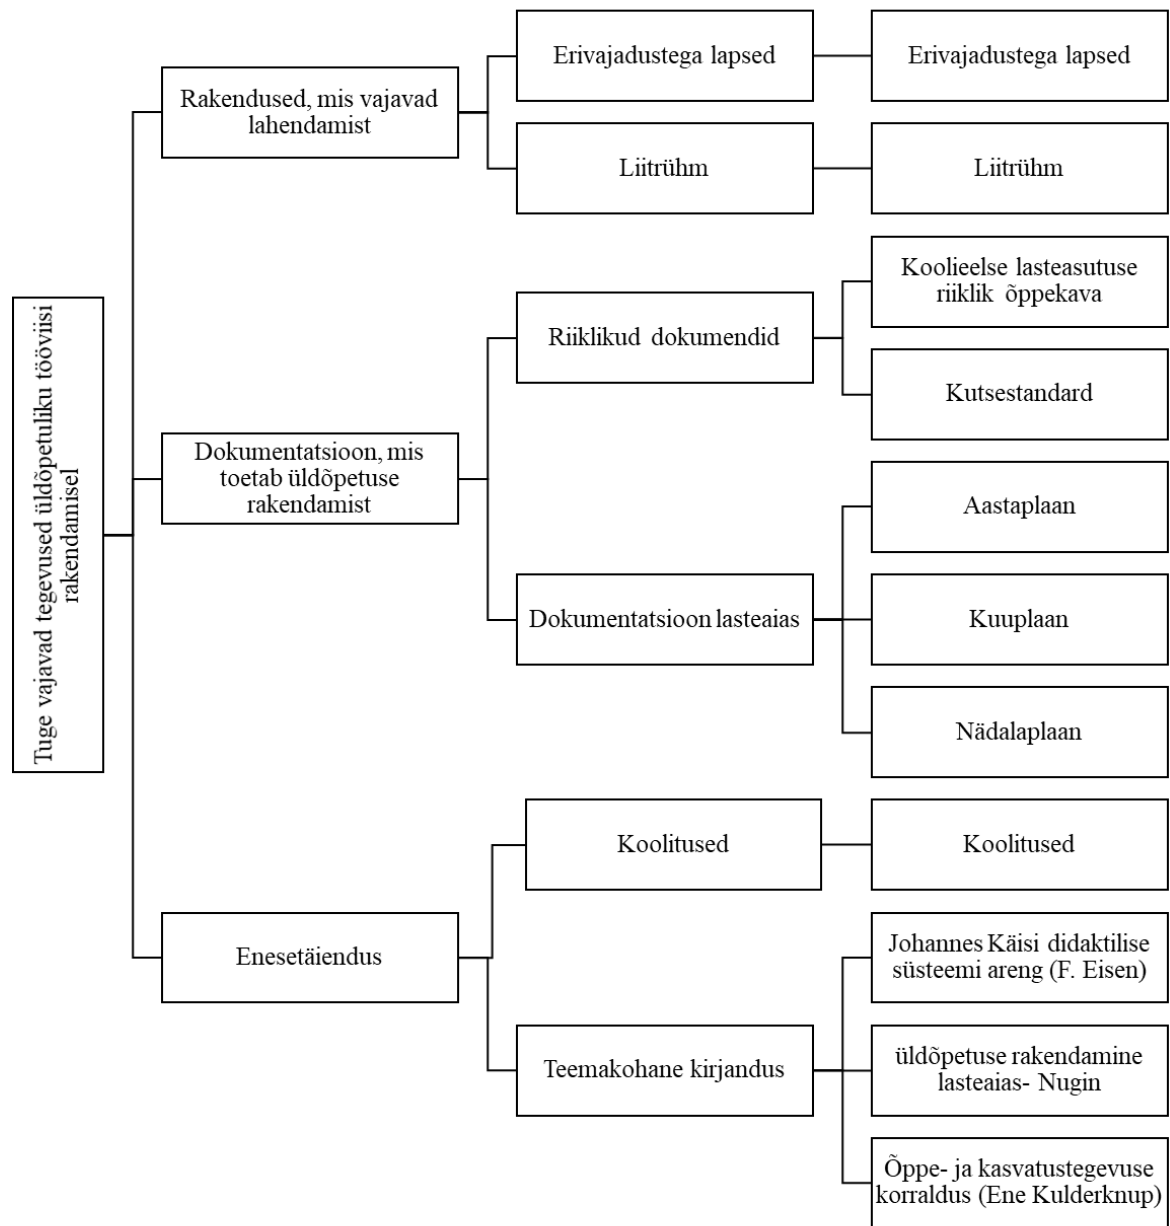 Tuge vajavad tegevused üldõpetuliku tööviisi
rakendamisel
Rakendused, mis vajavad
lahendamist
Erivajadustega lapsed
Erivajadustega lapsed
Liitrühm
Liitrühm
Dokumentatsioon, mis
toetab üldõpetuse
rakendamist
Riiklikud dokumendid
Koolieelse lasteasutuse
riiklik õppekava
Kutsestandard
Dokumentatsioon lasteaias
Aastaplaan
Kuuplaan
Nädalaplaan
Enesetäiendus
Koolitused
Koolitused
Teemakohane kirjandus
Johannes Käisi didaktilise
süsteemi areng (F. Eisen)
üldõpetuse rakendamine
lasteaias- Nugin
Õppe- ja kasvatustegevuse
korraldus (Ene Kulderknup)